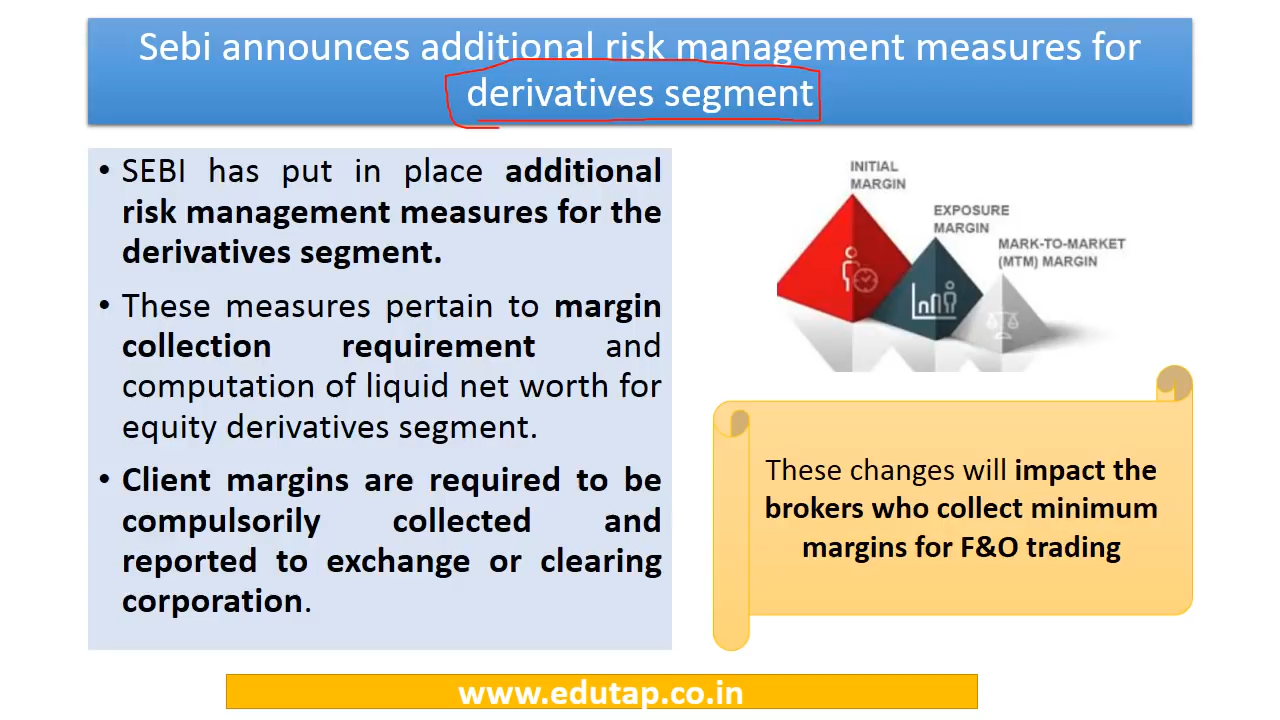 Sebi announces additional risk management measures for
derivatives segment
• SEBI has put in place additional
risk management measures for the
derivatives segment.
• These measures pertain to margin
collection requirement and
computation of liquid net worth for
equity derivatives segment.
• Client margins are required to be
compulsorily collected and
reported to exchange or clearing
corporation.
INITIAL
MARGIN
EXPOSURE
MARGIN
MARK-TO-MARKET
(MTM) MARGIN
These changes will impact the
brokers who collect minimum
margins for F&O trading
www.edutap.co.in